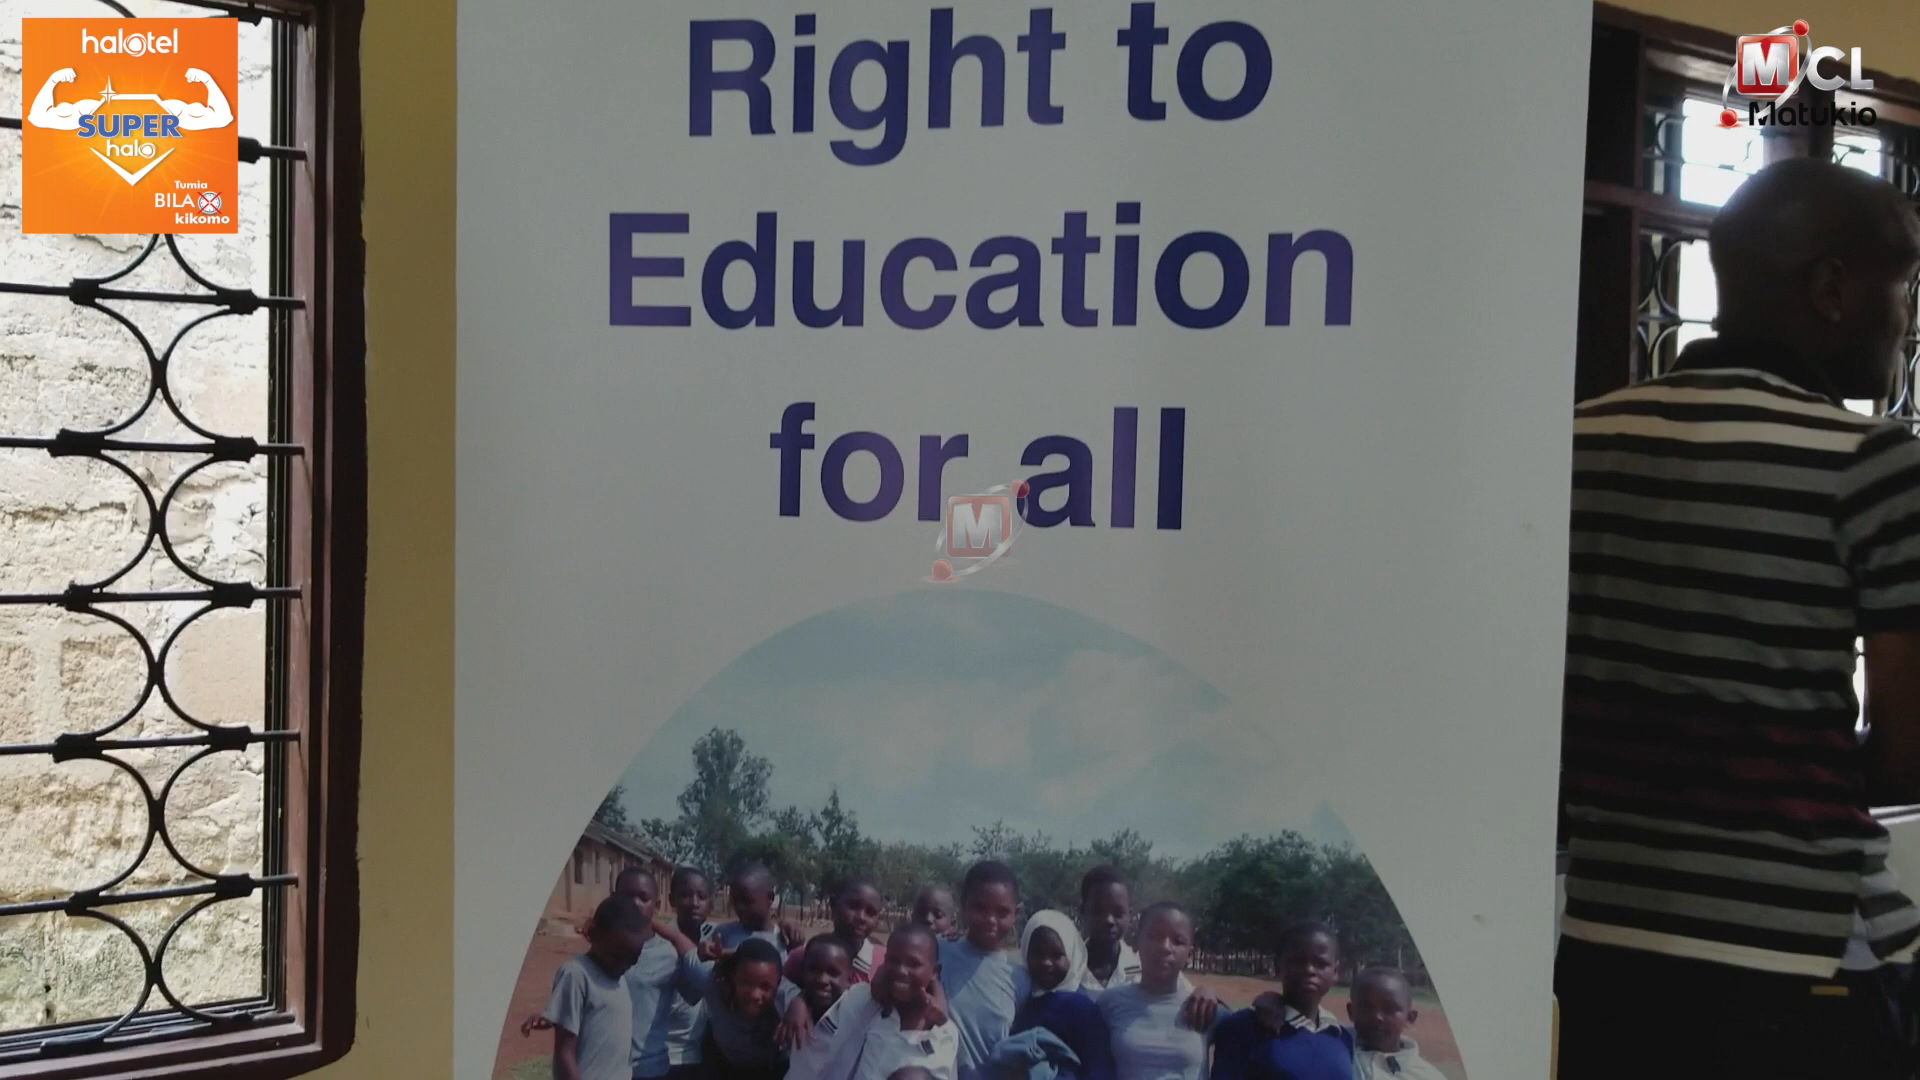 halotel
SUPER
halo
Tumia
BILA
kikomo
Right to
Education
for all
M
MCL
Matukio